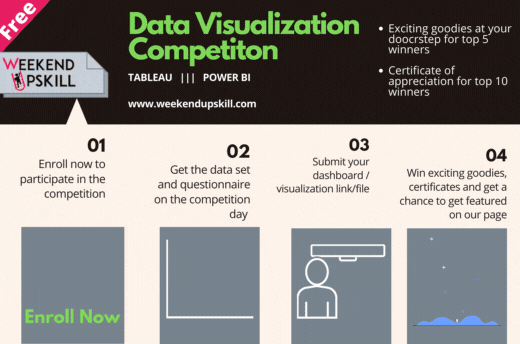 Free
WEEKEND
UPSKILL
Data Visualization
Competiton
TABLEAU ||| POWER BI
www.weekendupskill.com
• Exciting goodies at your
doorstep for top 5
winners
• Certificate of
appreciation for top 10
winners
01
Enroll now to
participate in the
competition
02
Get the data set
and questionnaire
on the competition
day
03
Submit your
dashboard /
visualization link/file
04
Win exciting goodies,
certificates and get a
chance to get featured
on our page
Enroll Now